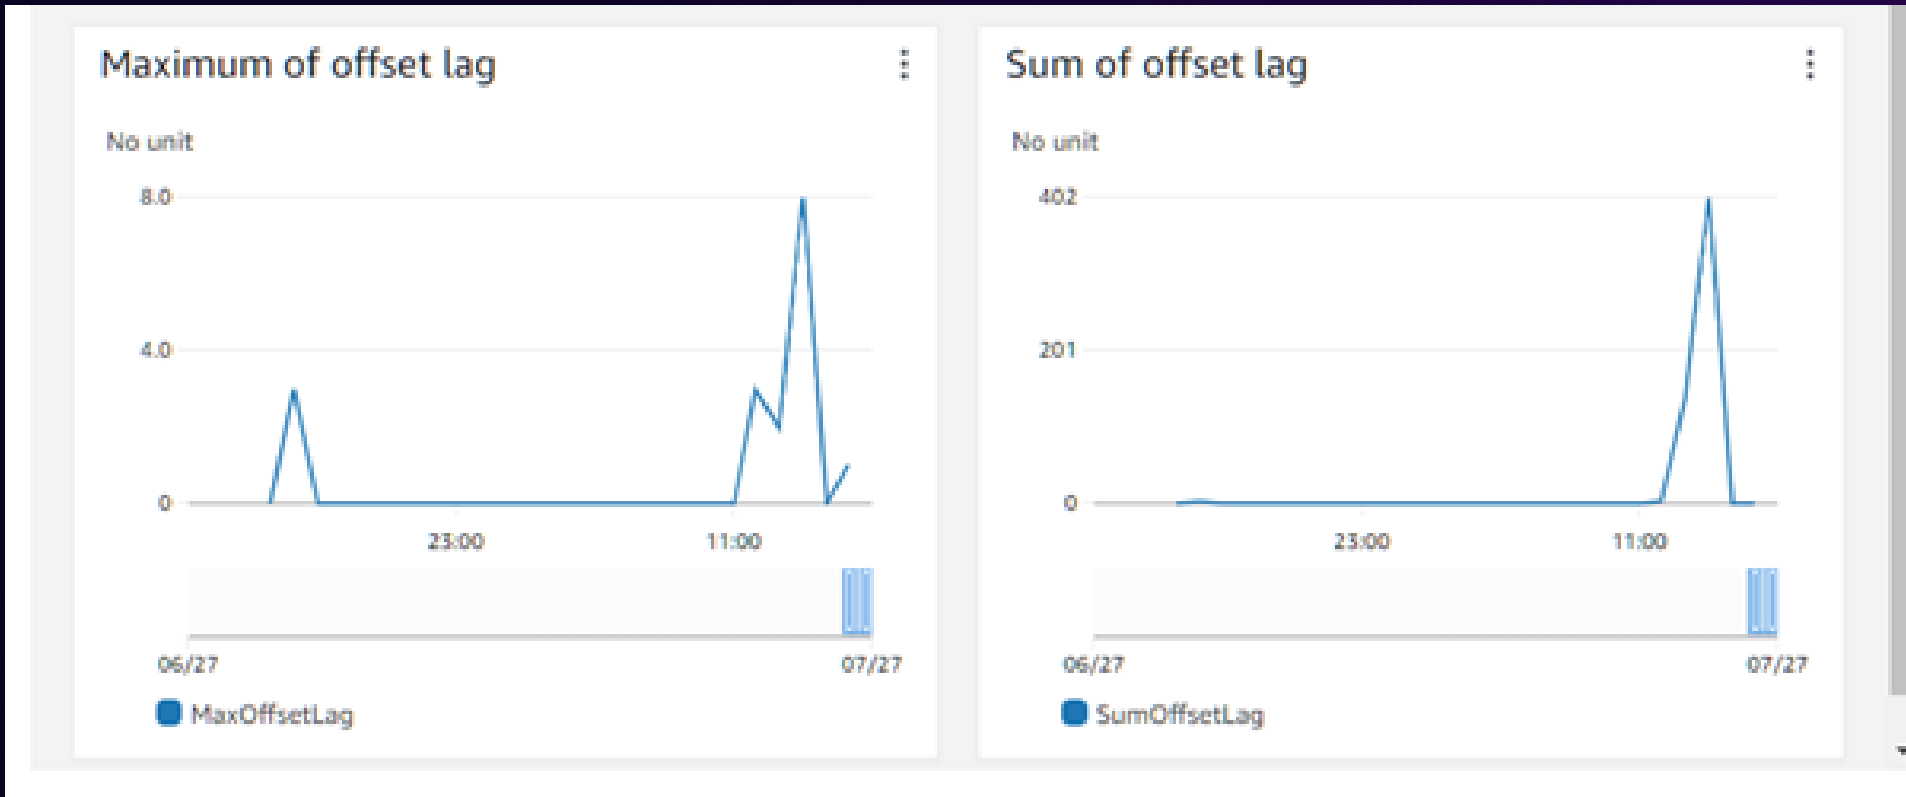 Maximum of offset lag
No unit
8.0
4.0
0
23:00 11:00
06/27 07/27
MaxOffsetLag
Sum of offset lag
No unit
402
201
0
23:00 11:00
06/27 07/27
SumOffsetLag